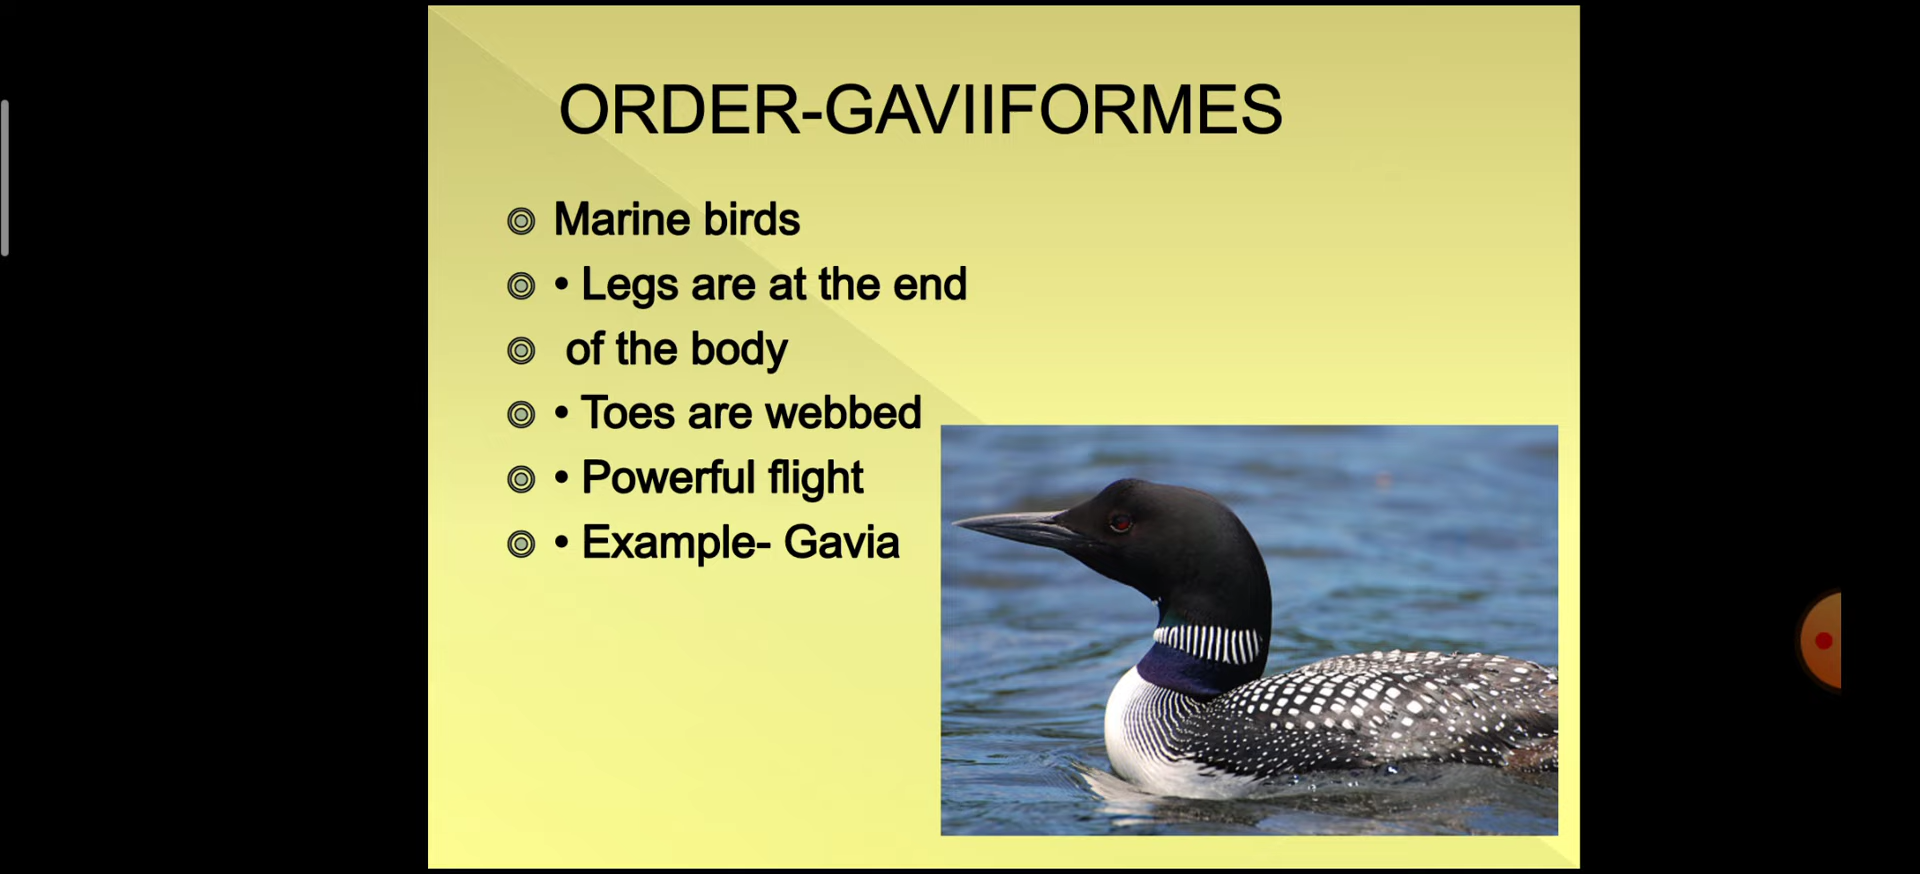 ORDER-GAVIIFORMES
Marine birds
• Legs are at the end
of the body
• Toes are webbed
• Powerful flight
• Example- Gavia